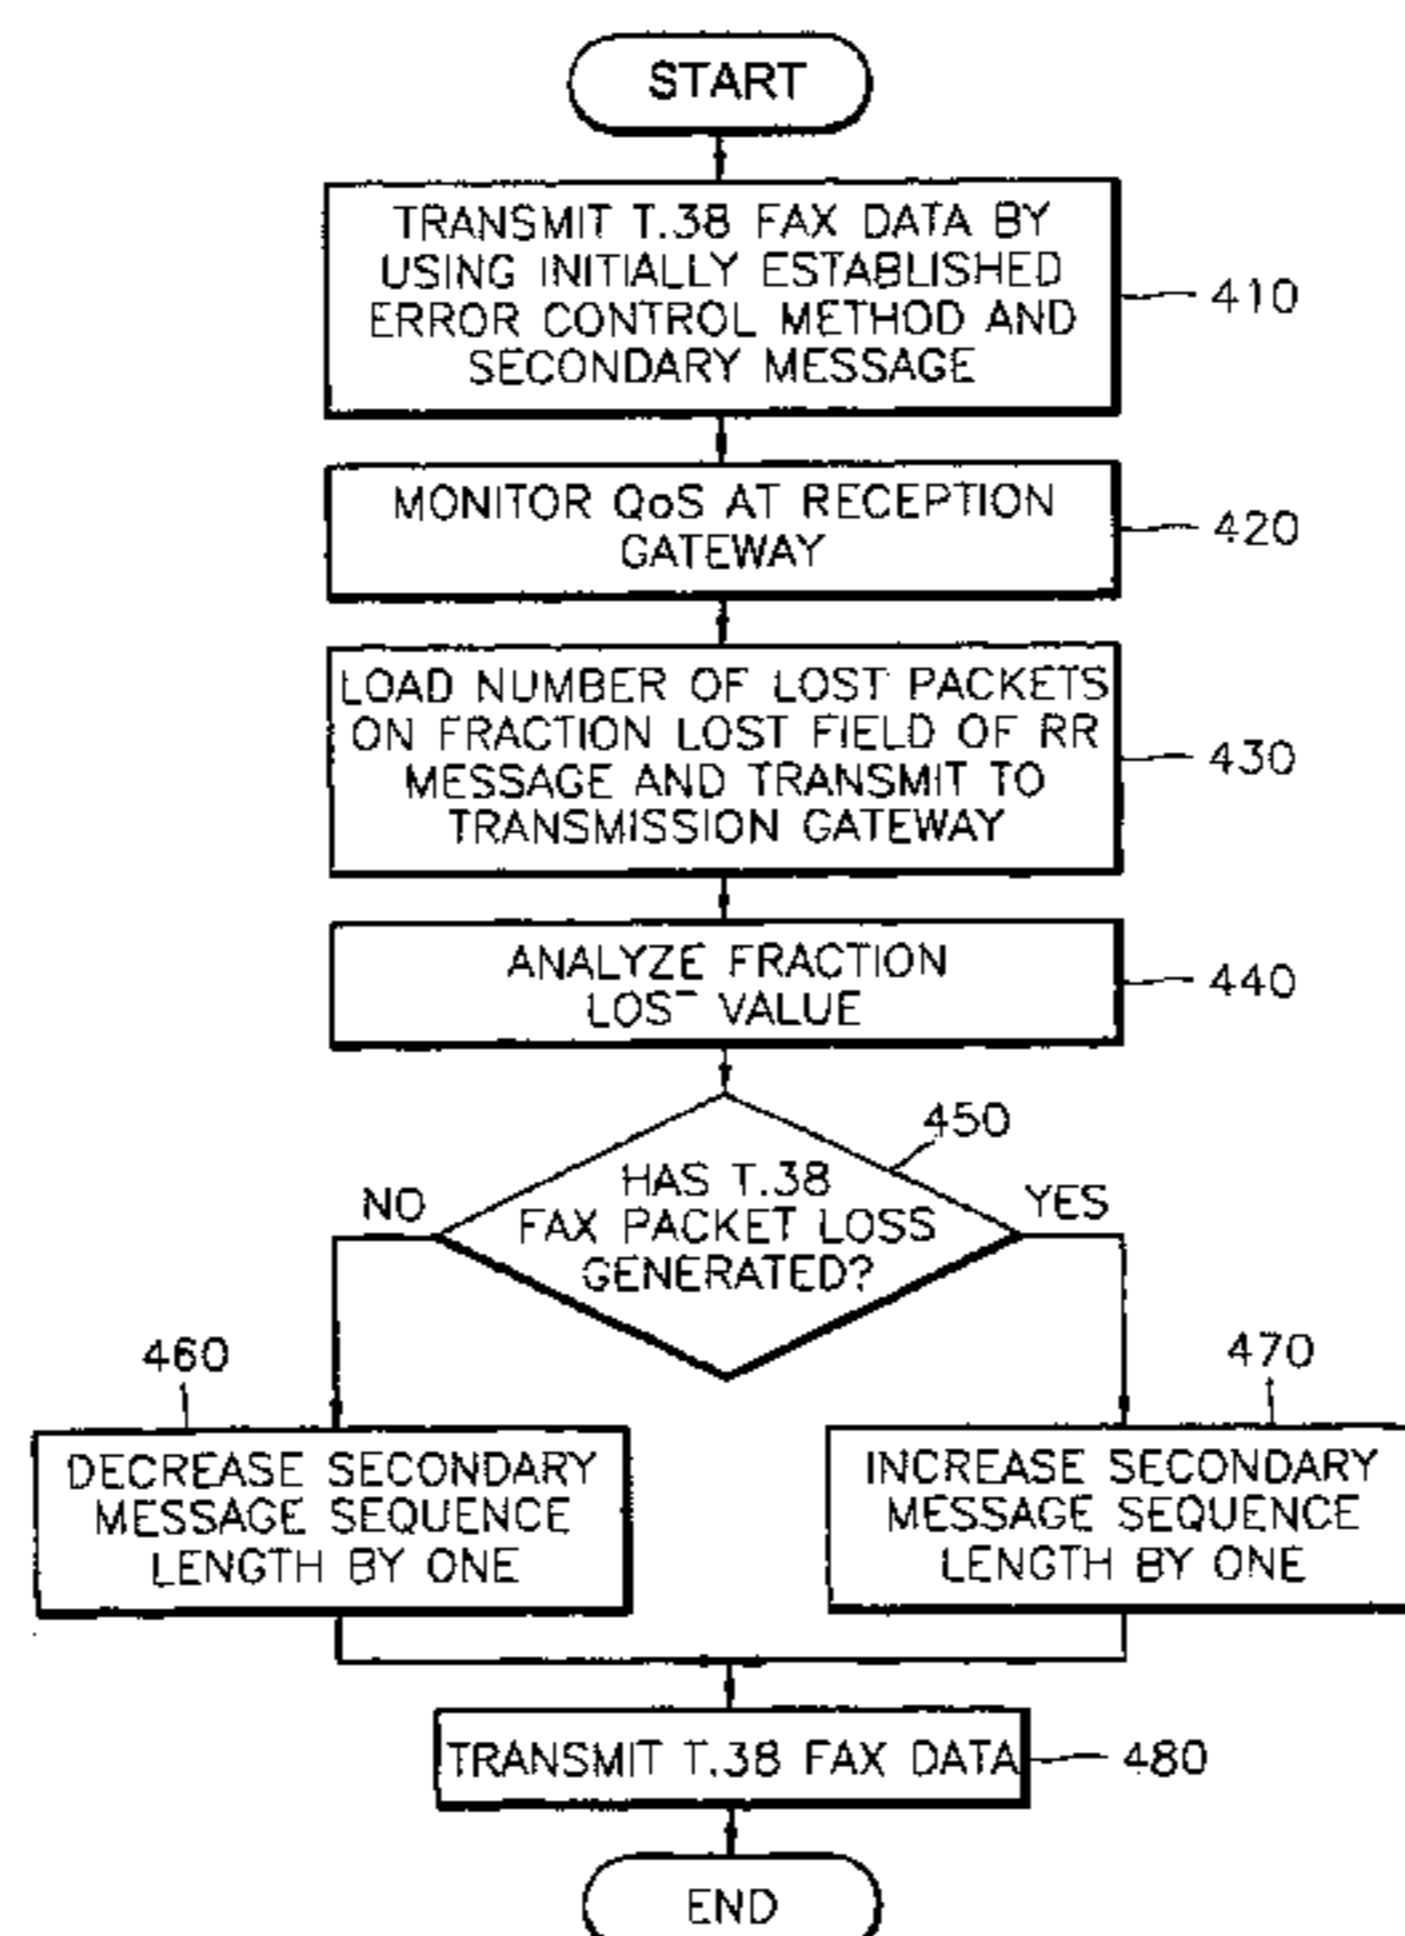 START
TRANSMIT T.38 FAX DATA BY
USING INITIALLY ESTABLISHED
ERROR CONTROL METHOD AND
SECONDARY MESSAGE
410
MONITOR QoS AT RECEPTION
GATEWAY
420
LOAD NUMBER OF LOST PACKETS
ON FRACTION LOST FIELD OF RR
MESSAGE AND TRANSMIT TO
TRANSMISSION GATEWAY
430
ANALYZE FRACTION
LOST VALUE
440
450
HAS T.38
FAX PACKET LOSS
GENERATED?
NO
YES
460
DECREASE SECONDARY
MESSAGE SEQUENCE
LENGTH BY ONE
470
INCREASE SECONDARY
MESSAGE SEQUENCE
LENGTH BY ONE
TRANSMIT T.38 FAX DATA
480
END